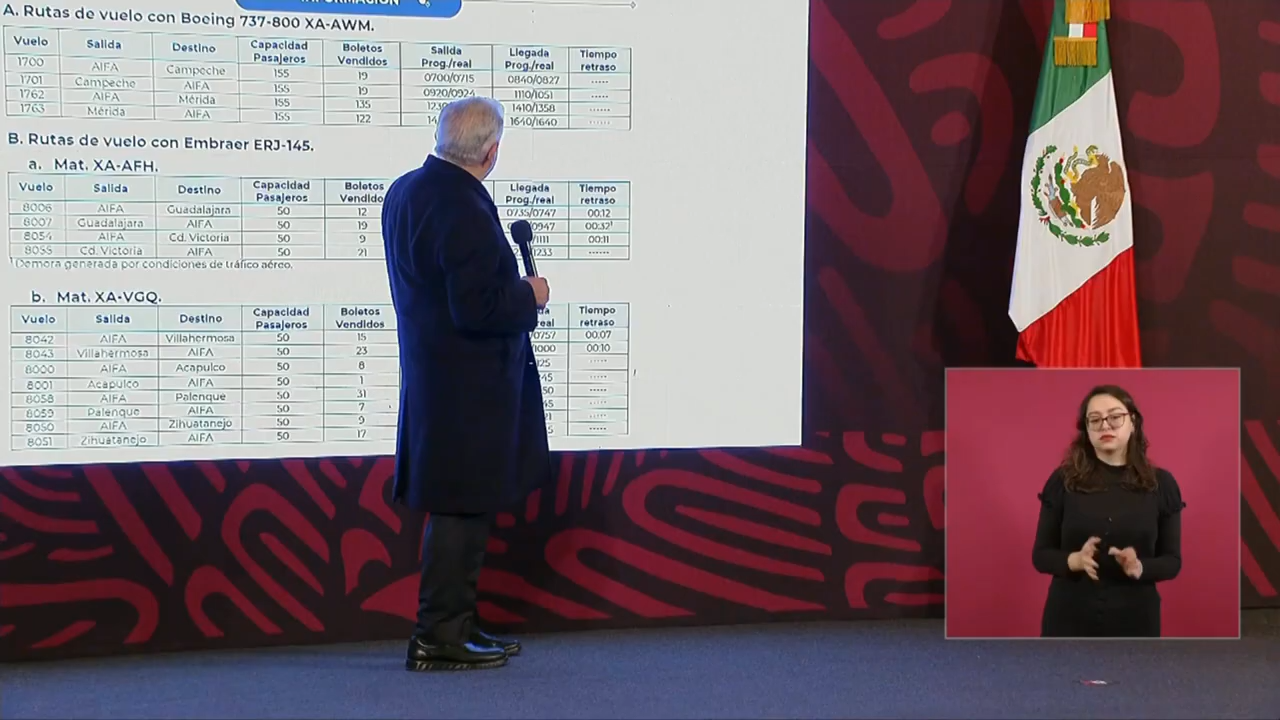 INFORMACIÓN
A. Rutas de vuelo con Boeing 737-800 XA-AWM.
Vuelo Salida Destino Capacidad Pasajeros Boletos Vendidos Salida Prog./real Llegada Prog./real Tiempo retraso
1700 AIFA Campeche 155 19 0700/0715 0840/0827 -----
1701 Campeche AIFA 155 19 0920/0924 1110/1051 -----
1762 AIFA Mérida 155 135 1410/1358 -----
1763 Mérida AIFA 155 122 1640/1640 -----
B. Rutas de vuelo con Embraer ERJ-145.
a. Mat. XA-AFH.
Vuelo Salida Destino Capacidad Pasajeros Boletos Llegada Prog./real Tiempo retraso
8006 AIFA Guadalajara 50 12 0735/0747 00:12
8007 Guadalajara AIFA 50 19 /0947 00:32¹
8054 AIFA Cd. Victoria 50 9 /1111 00:11
8055 Cd. Victoria AIFA 50 21 /1233 -----
¹ Demora generada por condiciones de tráfico aéreo.
b. Mat. XA-VGQ.
Vuelo Salida Destino Capacidad Pasajeros Boletos Vendidos real Tiempo retraso
8042 AIFA Villahermosa 50 15 /0757 00:07
8043 Villahermosa AIFA 50 23 /1000 00:10
8000 AIFA Acapulco 50 8 -----
8001 Acapulco AIFA 50 1 -----
8058 AIFA Palenque 50 31 -----
8059 Palenque AIFA 50 7 -----
8050 AIFA Zihuatanejo 50 9 -----
8051 Zihuatanejo AIFA 50 17 -----